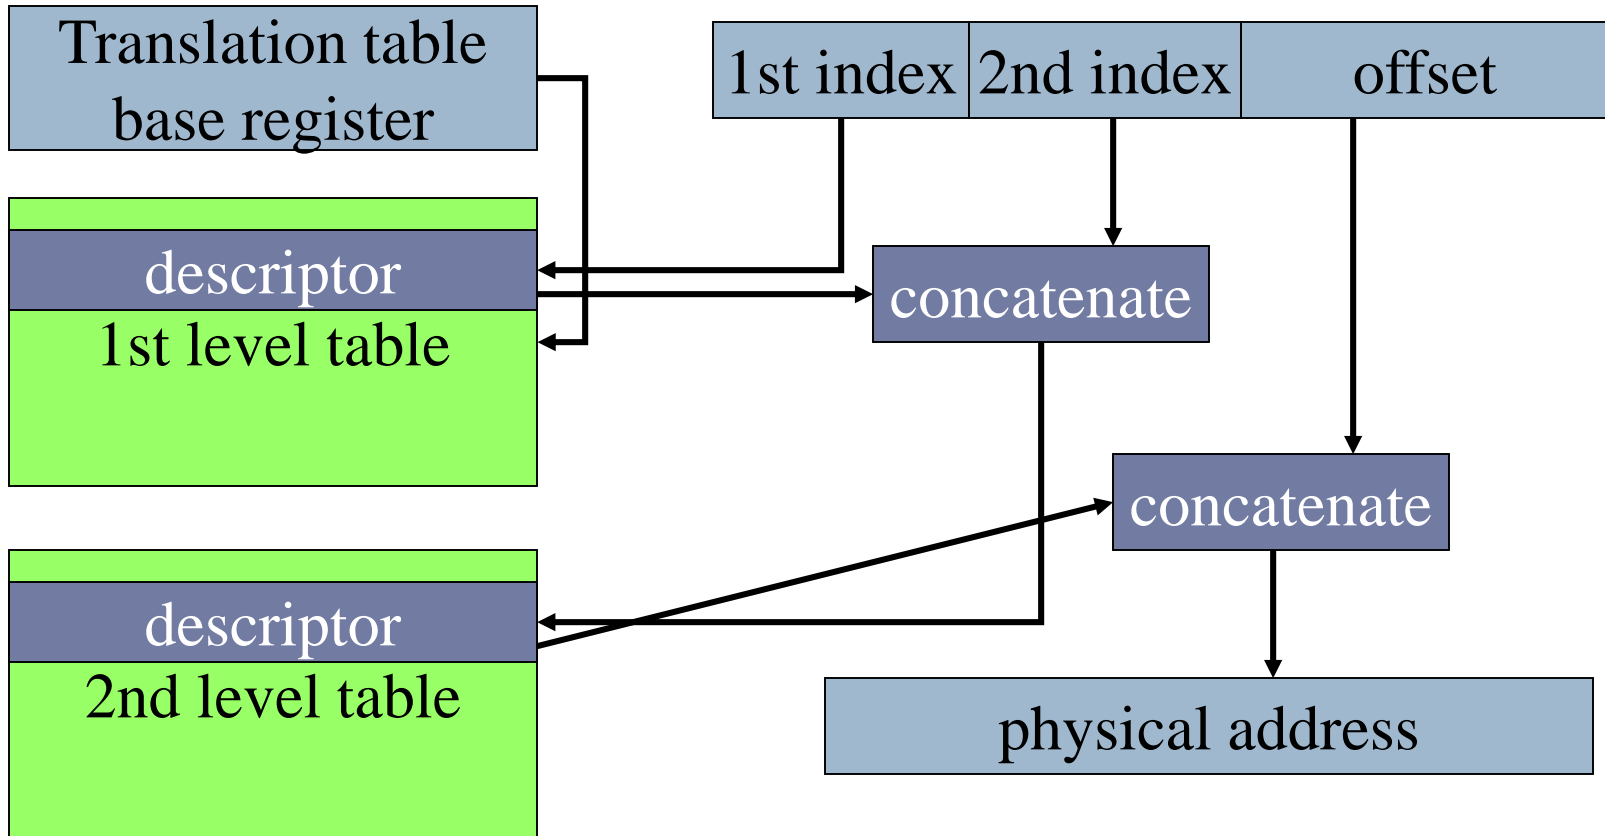 Translation table
base register
1st index
2nd index
offset
descriptor
1st level table
concatenate
concatenate
descriptor
2nd level table
physical address